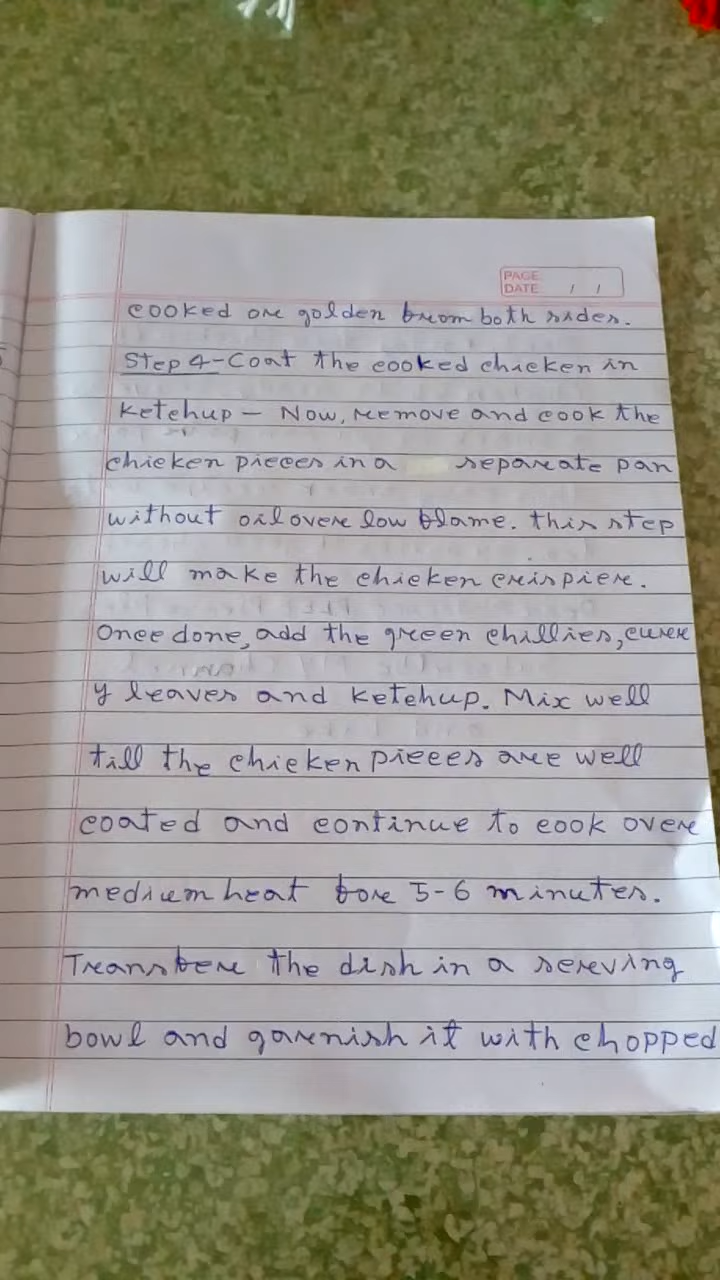 PAGE
DATE / /
cooked or golden brown both sides.
Step 4-Coat the cooked chicken in
ketchup - Now, remove and cook the
chicken pieces in a separate pan
without oil over low flame. this step
will make the chicken crispier.
Once done, add the green chillies, curr
y leaves and ketchup. Mix well
till the chicken pieces are well
coated and continue to cook over
medium heat for 5-6 minutes.
Transfer the dish in a serving
bowl and garnish it with chopped